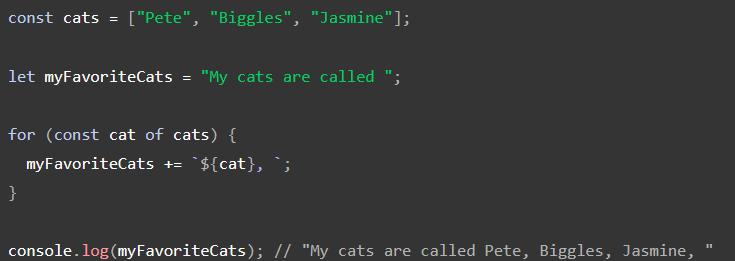 const cats = ["Pete", "Biggles", "Jasmine"];
let myFavoriteCats = "My cats are called ";
for (const cat of cats) {
  myFavoriteCats += `${cat}, `;
}
console.log(myFavoriteCats); // "My cats are called Pete, Biggles, Jasmine, "